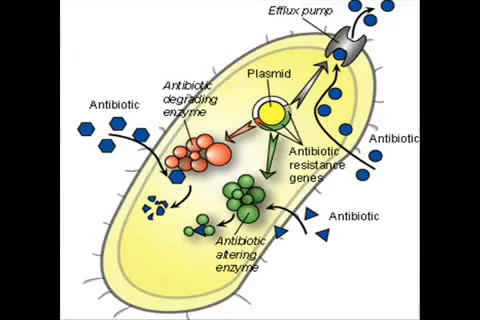 Efflux pump
Plasmid
Antibiotic
degrading
enzyme
Antibiotic
Antibiotic
Antibiotic
resistance
genes
Antibiotic
Antibiotic
altering
enzyme